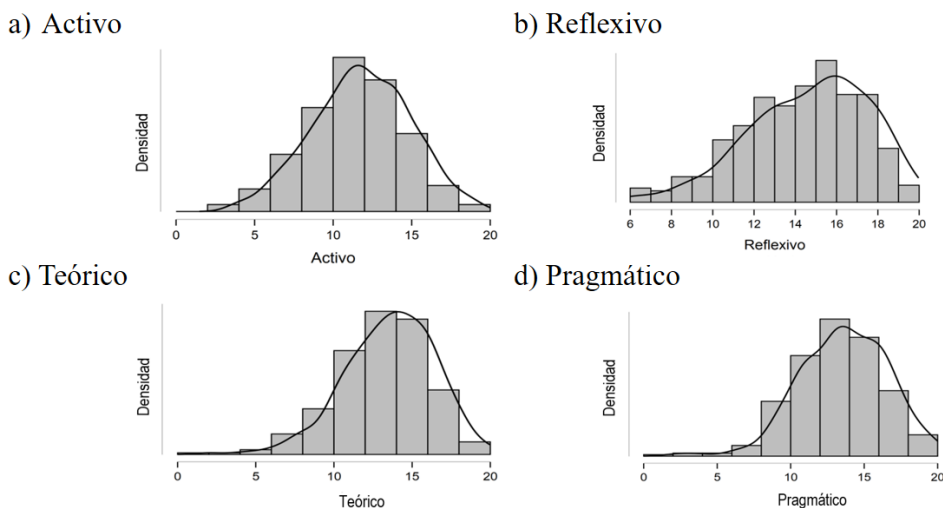 a) Activo
Densidad
0 5 10 15 20
Activo
b) Reflexivo
Densidad
6 8 10 12 14 16 18 20
Reflexivo
c) Teórico
Densidad
0 5 10 15 20
Teórico
d) Pragmático
Densidad
0 5 10 15 20
Pragmático